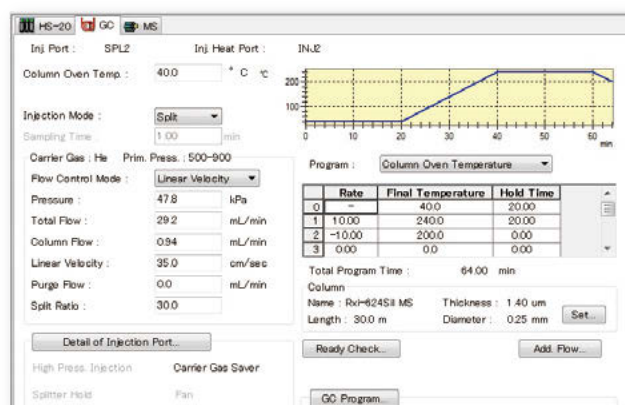 HS-20 GC MS
Inj. Port : SPL2 Inj. Heat Port : INJ2
Column Oven Temp. : 40.0 ° C ℃
200
100
0 10 20 30 40 50 60
min
Injection Mode : Split
Sampling Time : 1.00 min
Carrier Gas : He Prim. Press. : 500-900
Flow Control Mode : Linear Velocity
Pressure : 47.8 kPa
Total Flow : 29.2 mL/min
Column Flow : 0.94 mL/min
Linear Velocity : 35.0 cm/sec
Purge Flow : 0.0 mL/min
Split Ratio : 30.0
Program : Column Oven Temperature
Rate Final Temperature Hold Time
0 - 40.0 20.00
1 10.00 240.0 20.00
2 -10.00 200.0 0.00
3 0.00 0.0 0.00
Total Program Time : 64.00 min
Column
Name : Rxi-624Sil MS Thickness : 1.40 um
Length : 30.0 m Diameter : 0.25 mm Set...
Detail of Injection Port...
Ready Check... Add. Flow...
High Press. Injection Carrier Gas Saver
Splitter Hold Fan
GC Program...